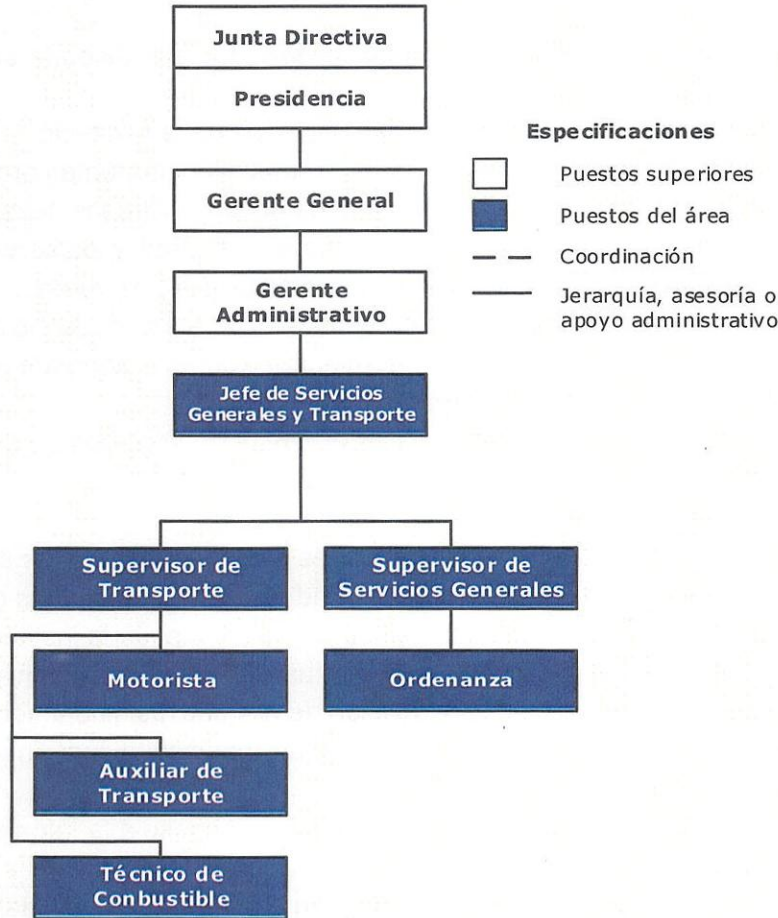 Junta Directiva
Presidencia
Gerente General
Gerente
Administrativo
Jefe de Servicios
Generales y Transporte
Supervisor de
Transporte
Supervisor de
Servicios Generales
Motorista
Ordenanza
Auxiliar de
Transporte
Técnico de
Conbustible
Especificaciones
Puestos superiores
Puestos del área
Coordinación
Jerarquía, asesoría o
apoyo administrativo